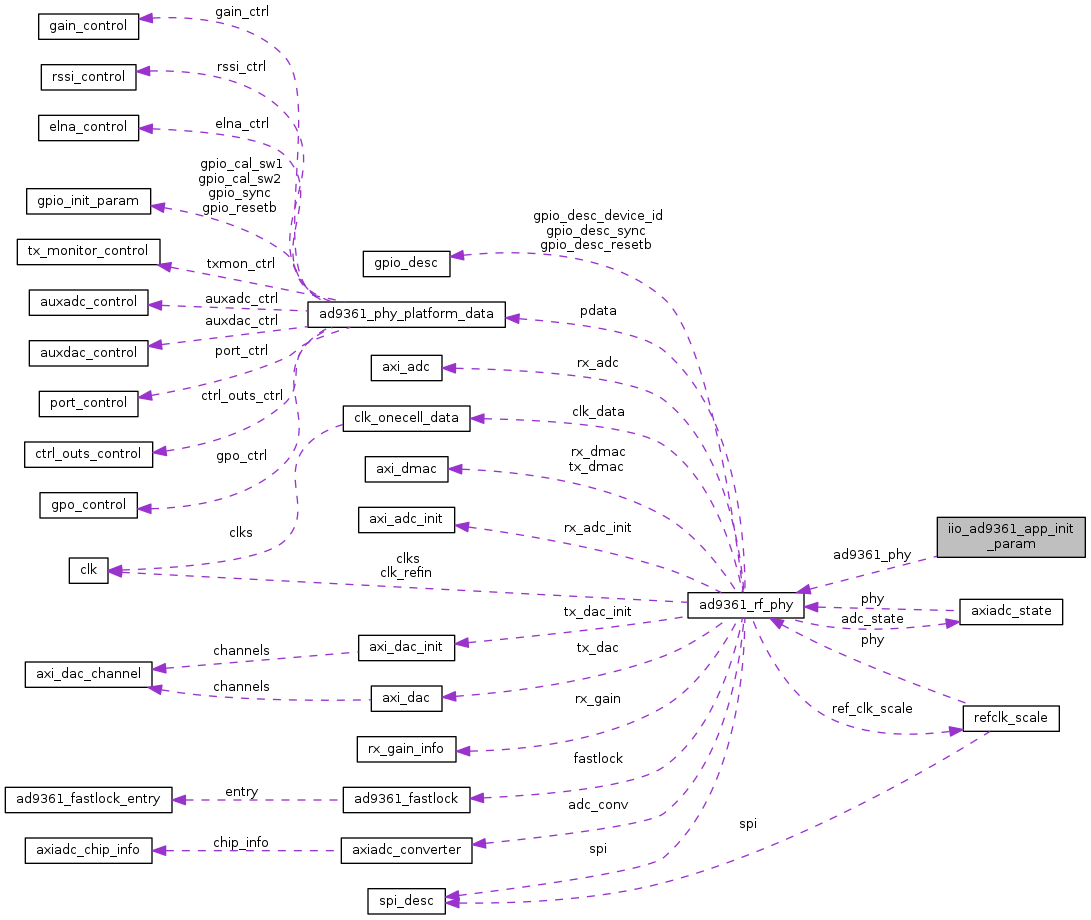 gain_control
gain_ctrl
rssi_control
rssi_ctrl
elna_control
elna_ctrl
gpio_init_param
gpio_cal_sw1
gpio_cal_sw2
gpio_sync
gpio_resetb
tx_monitor_control
txmon_ctrl
auxadc_control
auxadc_ctrl
auxdac_control
auxdac_ctrl
port_control
port_ctrl
ctrl_outs_control
ctrl_outs_ctrl
gpo_control
gpo_ctrl
clk
clks
axi_dac_channel
channels
channels
ad9361_fastlock_entry
entry
axiadc_chip_info
chip_info
gpio_desc
gpio_desc_device_id
gpio_desc_sync
gpio_desc_resetb
ad9361_phy_platform_data
pdata
axi_adc
rx_adc
clk_onecell_data
clk_data
axi_dmac
rx_dmac
tx_dmac
axi_adc_init
rx_adc_init
clks
clk_refin
axi_dac_init
tx_dac_init
axi_dac
tx_dac
rx_gain_info
rx_gain
ad9361_fastlock
fastlock
axiadc_converter
adc_conv
spi_desc
spi
ad9361_rf_phy
ad9361_phy
iio_ad9361_app_init
_param
phy
adc_state
phy
axiadc_state
ref_clk_scale
refclk_scale
spi